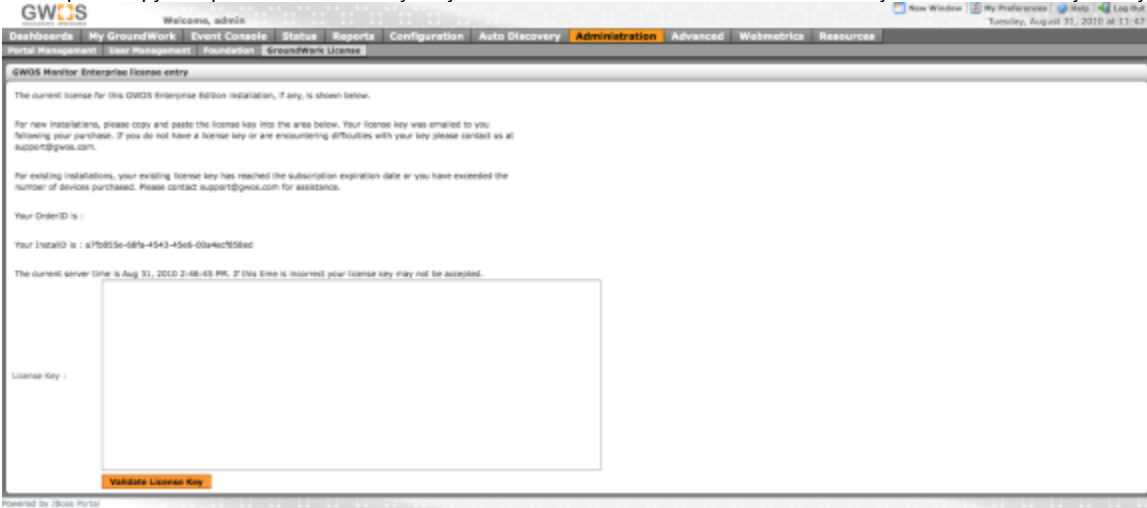 GWOS
Welcome, admin
New Window My Preferences Help Log Out
Tuesday, August 31, 2010 at 11:47
Dashboards My GroundWork Event Console Status Reports Configuration Auto Discovery Administration Advanced Webmetrics Resources
Portal Management User Management Foundation GroundWork License
GWOS Monitor Enterprise license entry
The current license for this GWOS Enterprise Edition installation, if any, is shown below.
For new installations, please copy and paste the license key into the area below. Your license key was emailed to you
following your purchase. If you do not have a license key or are encountering difficulties with your key please contact us at
support@gwos.com.
For existing installations, your existing license key has reached the subscription expiration date or you have exceeded the
number of devices purchased. Please contact support@gwos.com for assistance.
Your OrderID is :
Your InstallID is : a7fb855e-68fa-4543-45e6-00a4ecf856ed
The current server time is Aug 31, 2010 2:46:45 PM. If this time is incorrect your license key may not be accepted.
License Key :
Validate License Key
Powered by JBoss Portal